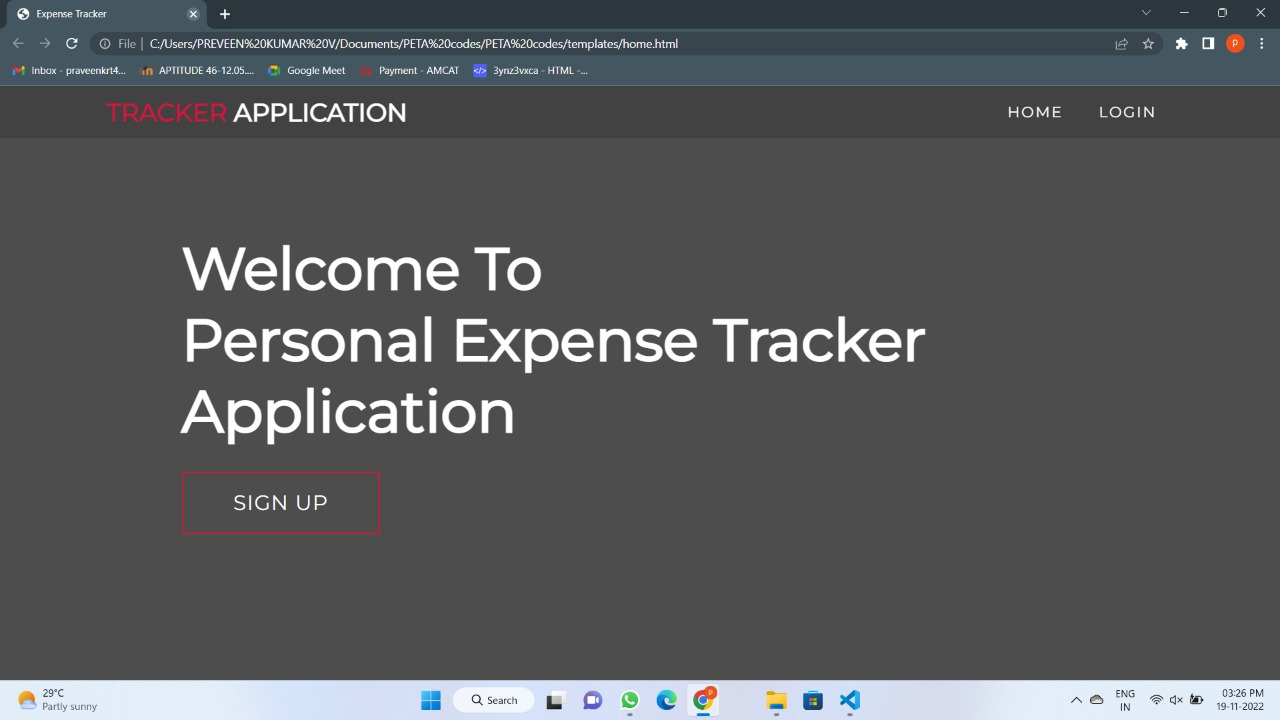 Expense Tracker
File | C:/Users/PREVEEN%20KUMAR%20V/Documents/PETA%20codes/PETA%20codes/templates/home.html
P
Inbox - praveenkrt4...
APTITUDE 46-12.05....
Google Meet
Payment - AMCAT
3ynz3vxca - HTML -...
TRACKER APPLICATION
HOME
LOGIN
Welcome To
Personal Expense Tracker
Application
SIGN UP
29°C
Partly sunny
Search
ENG
IN
03:26 PM
19-11-2022